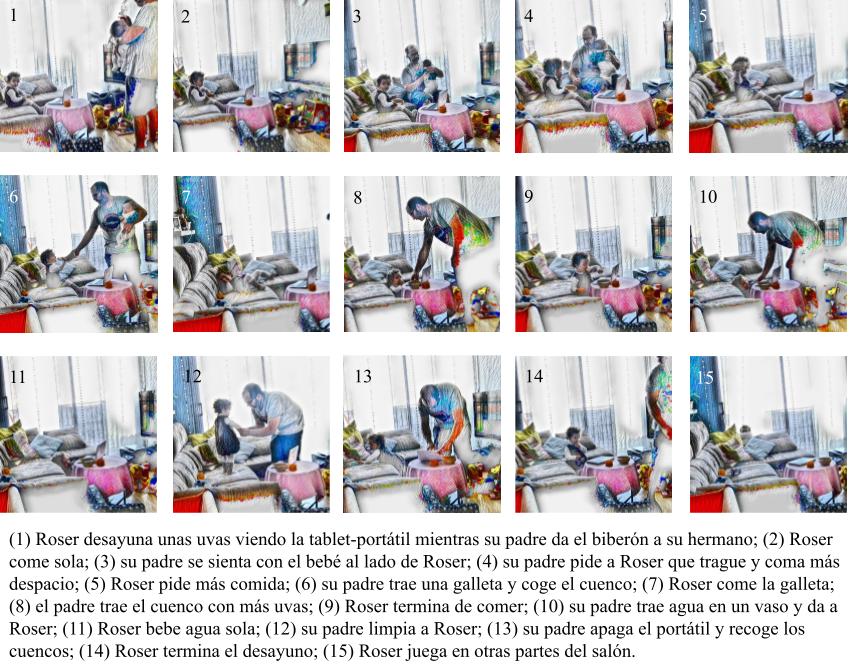 1
2
3
4
5
6
7
8
9
10
11
12
13
14
15
(1) Roser desayuna unas uvas viendo la tablet-portátil mientras su padre da el biberón a su hermano; (2) Roser
come sola; (3) su padre se sienta con el bebé al lado de Roser; (4) su padre pide a Roser que trague y coma más
despacio; (5) Roser pide más comida; (6) su padre trae una galleta y coge el cuenco; (7) Roser come la galleta;
(8) el padre trae el cuenco con más uvas; (9) Roser termina de comer; (10) su padre trae agua en un vaso y da a
Roser; (11) Roser bebe agua sola; (12) su padre limpia a Roser; (13) su padre apaga el portátil y recoge los
cuencos; (14) Roser termina el desayuno; (15) Roser juega en otras partes del salón.